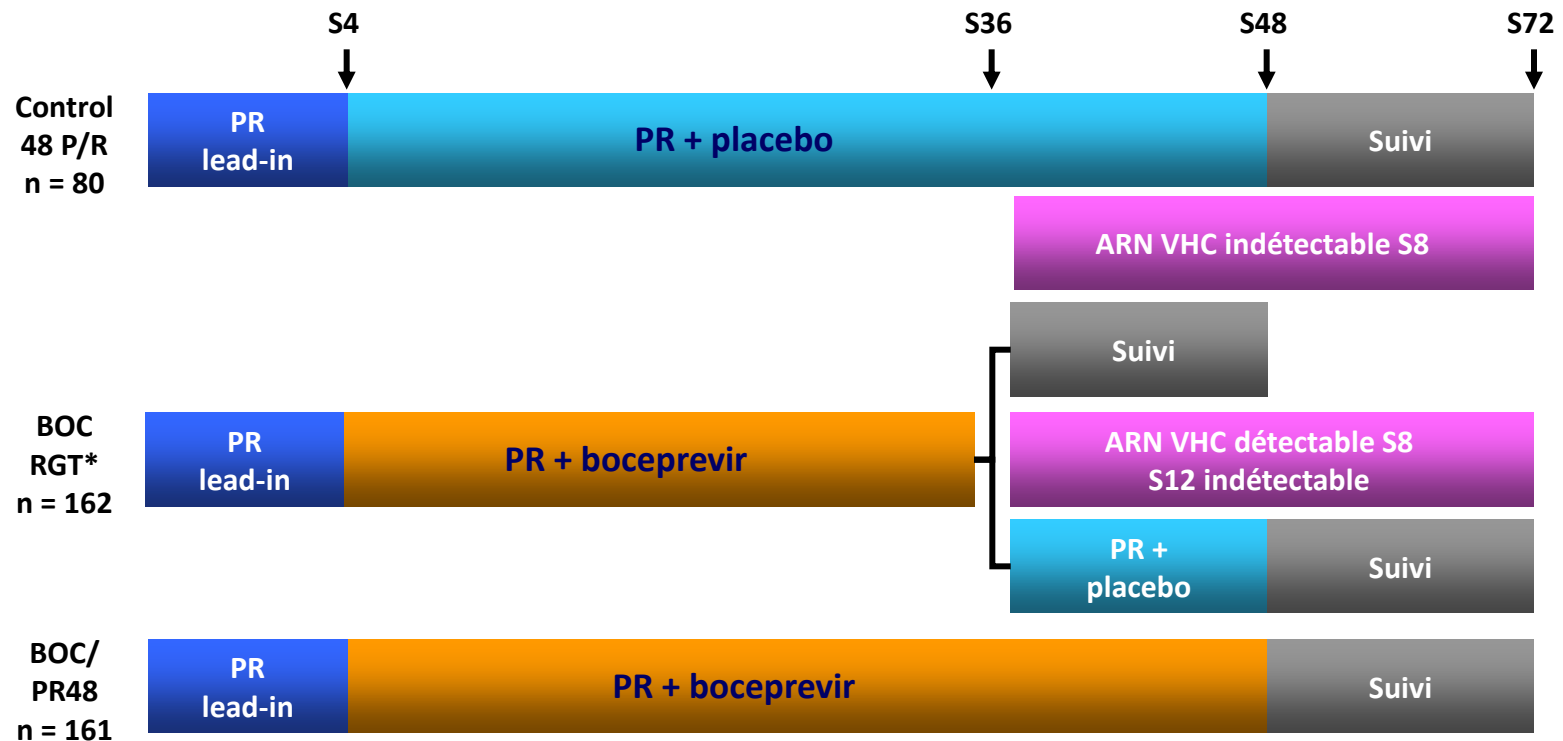 S4
S36
S48
S72
Control
48 P/R
n = 80
PR
lead-in
PR + placebo
Suivi
ARN VHC indétectable S8
Suivi
BOC
RGT*
n = 162
PR
lead-in
PR + boceprevir
ARN VHC détectable S8
S12 indétectable
PR +
placebo
Suivi
BOC/
PR48
n = 161
PR
lead-in
PR + boceprevir
Suivi